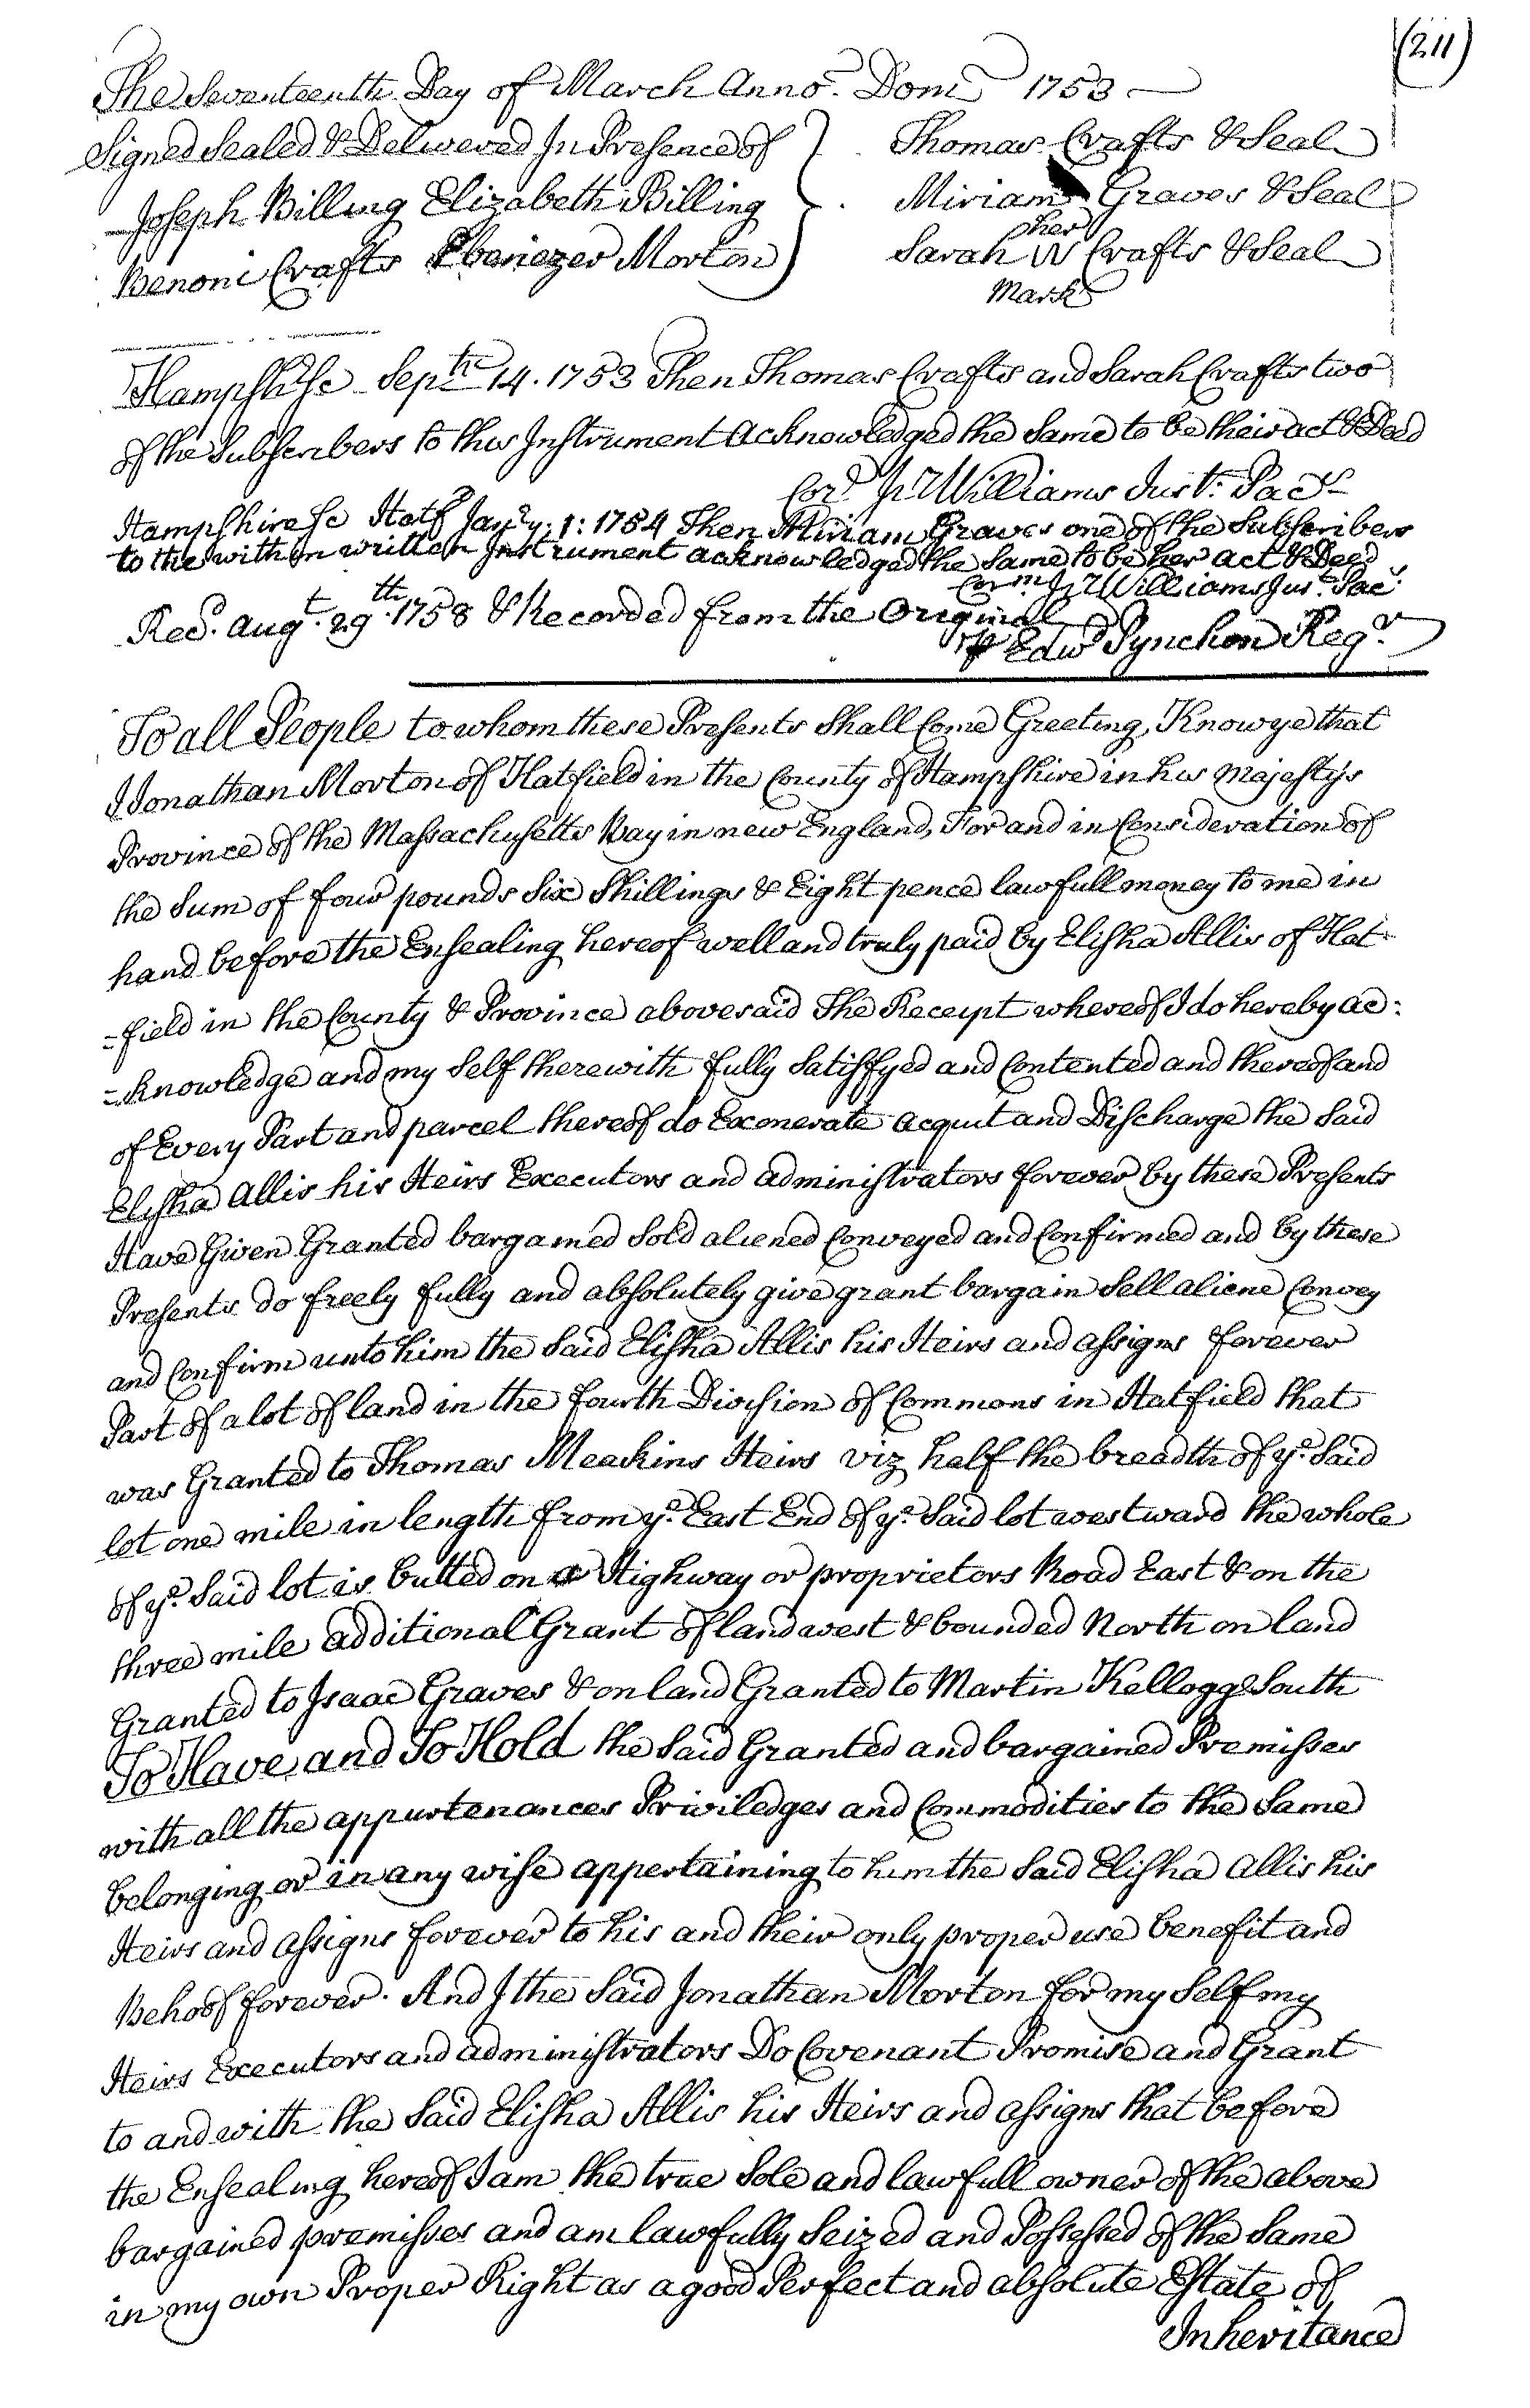 (211)
The Seventeenth Day of March Anno. Dom 1753
Signed Sealed & Delivered In Presence of
Joseph Billing Elizabeth Billing
Benoni Crafts Ebenezer Morton
Thomas Crafts & Seal
Miriam Graves & Seal
her
Sarah W Crafts & Seal
Mark
Hampshr Sc Septh 14. 1753 Then Thomas Crafts and Sarah Crafts two
of the Subscribers to this Instrument Acknowledged the Same to be their act & Deed
Cor. Ir Williams Just. Pacs
Hampshire Sc Hatf Janry. 1: 1754 Then Miriam Graves one of the Subscribers
to the within written Instrument acknowledged the Same to be her act & Deed
Corm Ir Williams Just. Pacs
Recd. augt. 29th. 1758 & Recorded from the Original
Edwd Pynchon Regr
To all People to whom these Presents Shall Come Greeting, Know ye that
I Jonathan Morton of Hatfield in the County of Hampshire in his Majestys
Province of the Massachusetts Bay in new England, For and in Consideration of
the Sum of four pounds Six Shillings & Eight pence lawfull money to me in
hand before the Ensealing hereof well and truly paid by Elisha Allis of Hat-
=field in the County & Province abovesaid The Receipt whereof I do hereby ac:
=knowledge and my Self therewith fully Satisfyed and Contented and thereof and
of Every Part and parcel thereof do Exonerate acquit and Discharge the Said
Elisha Allis his Heirs Executors and administrators forever by these Presents
Have Given Granted bargained Sold aliened Conveyed and Confirmed and by these
Presents do freely fully and absolutely give grant bargain Sell aliene Convey
and Confirm unto him the Said Elisha Allis his Heirs and assigns forever
Part of a lot of land in the fourth Division of Commons in Hatfield that
was Granted to Thomas Meakins Heirs viz half the breadth of ye. Said
lot one mile in length from ye. East End of ye. Said lot westward the whole
of ye. Said lot is butted on a Highway or proprietors Road East & on the
three mile additional Grant of land west & bounded North on land
Granted to Isaac Graves & on land Granted to Martin Kellogg South
To Have and To Hold the Said Granted and bargained Premisses
with all the appurtenances Priviledges and Commodities to the Same
belonging or in any wise appertaining to him the Said Elisha Allis his
Heirs and assigns forever to his and their only proper use benefit and
Behoof forever. And I the Said Jonathan Morton for my Self my
Heirs Executors and administrators Do Covenant Promise and Grant
to and with the Said Elisha Allis his Heirs and assigns that before
the Ensealing hereof I am the true Sole and lawfull owner of the above
bargained premisses and am lawfully Seized and Possessed of the Same
in my own Proper Right as a good Perfect and absolute Estate of
Inheritance